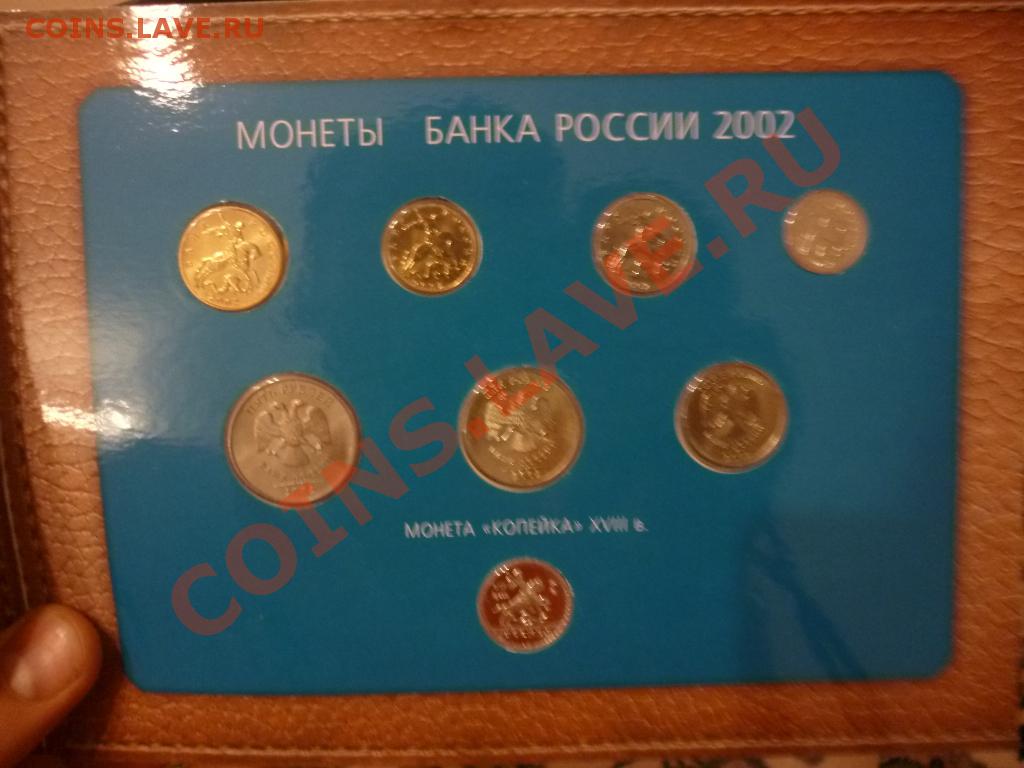 COINS.LAVE.RU
МОНЕТЫ БАНКА РОССИИ 2002
COINS.LAVE.RU
МОНЕТА «КОПЕЙКА» XVIII в.